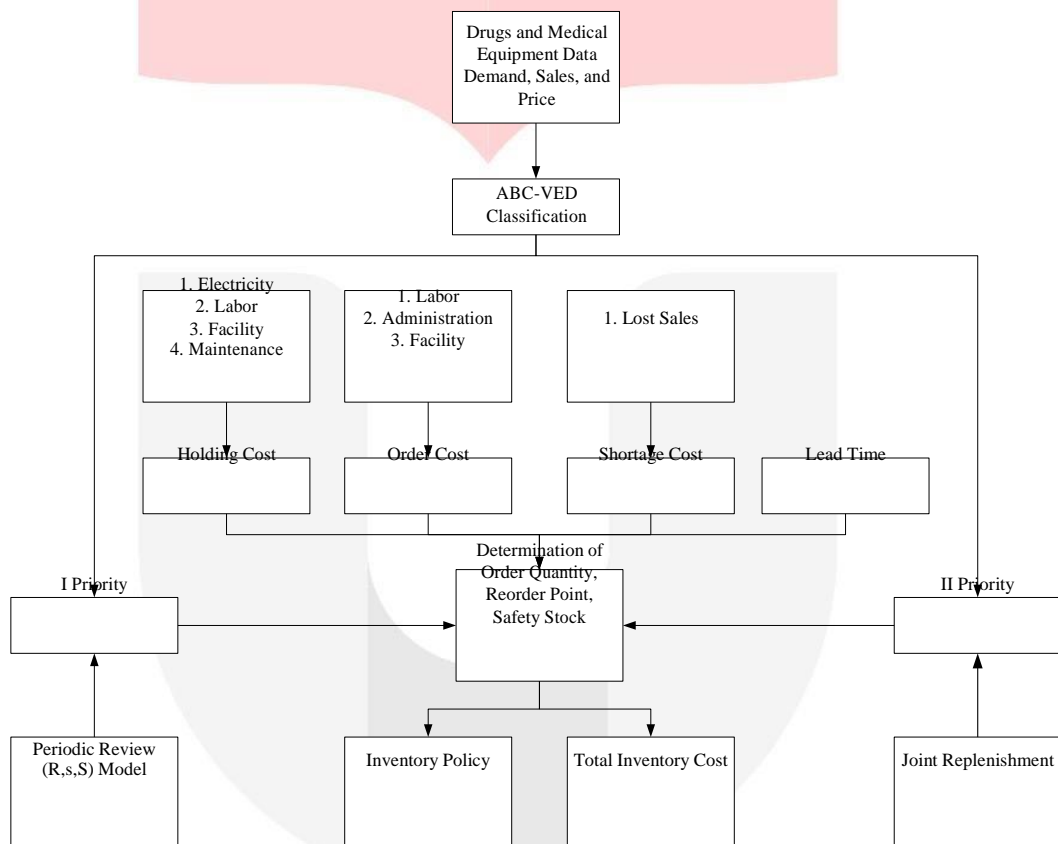 Drugs and Medical
Equipment Data
Demand, Sales, and
Price
ABC-VED
Classification
1. Electricity
2. Labor
3. Facility
4. Maintenance
1. Labor
2. Administration
3. Facility
1. Lost Sales
Holding Cost
Order Cost
Shortage Cost
Lead Time
Determination of
Order Quantity,
Reorder Point,
Safety Stock
I Priority
II Priority
Periodic Review
(R,s,S) Model
Inventory Policy
Total Inventory Cost
Joint Replenishment